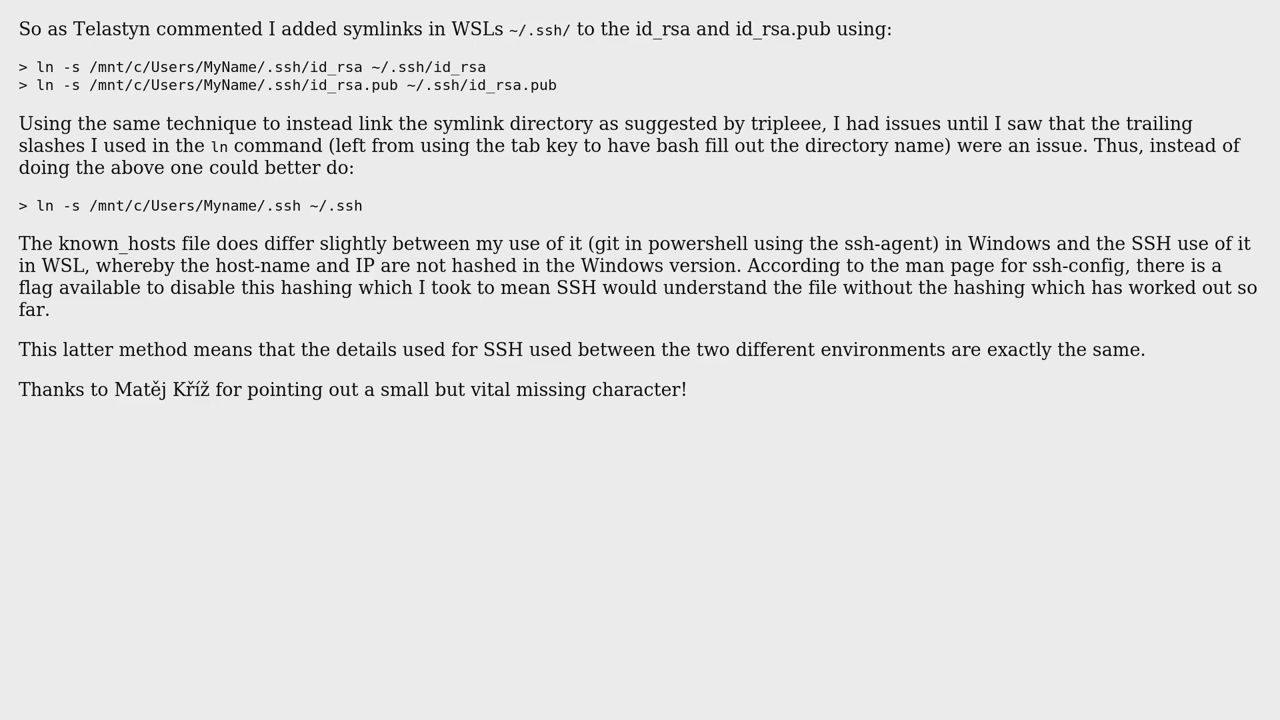 So as Telastyn commented I added symlinks in WSLs ~/.ssh/ to the id_rsa and id_rsa.pub using:
> ln -s /mnt/c/Users/MyName/.ssh/id_rsa ~/.ssh/id_rsa
> ln -s /mnt/c/Users/MyName/.ssh/id_rsa.pub ~/.ssh/id_rsa.pub
Using the same technique to instead link the symlink directory as suggested by tripleee, I had issues until I saw that the trailing
slashes I used in the ln command (left from using the tab key to have bash fill out the directory name) were an issue. Thus, instead of
doing the above one could better do:
> ln -s /mnt/c/Users/Myname/.ssh ~/.ssh
The known_hosts file does differ slightly between my use of it (git in powershell using the ssh-agent) in Windows and the SSH use of it
in WSL, whereby the host-name and IP are not hashed in the Windows version. According to the man page for ssh-config, there is a
flag available to disable this hashing which I took to mean SSH would understand the file without the hashing which has worked out so
far.
This latter method means that the details used for SSH used between the two different environments are exactly the same.
Thanks to Matěj Kříž for pointing out a small but vital missing character!